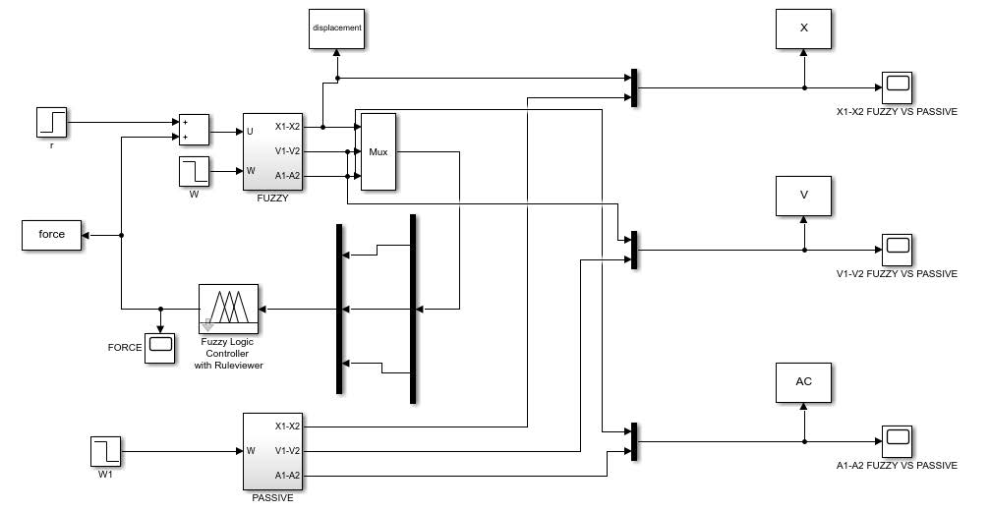 displacement
X
X1-X2 FUZZY VS PASSIVE
r
+
+
U
W
X1-X2
V1-V2
A1-A2
FUZZY
Mux
W
V
V1-V2 FUZZY VS PASSIVE
force
FORCE
Fuzzy Logic
Controller
with Ruleviewer
AC
A1-A2 FUZZY VS PASSIVE
W1
W
X1-X2
V1-V2
A1-A2
PASSIVE